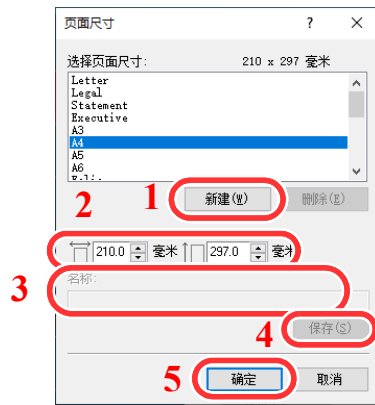 页面尺寸 ? ×
选择页面尺寸: 210 x 297 毫米
Letter
Legal
Statement
Executive
A3
A4
A5
A6
2 1 新建(W) 删除(E)
210.0 毫米 297.0 毫米
3 名称:
4 保存(S)
5 确定 取消